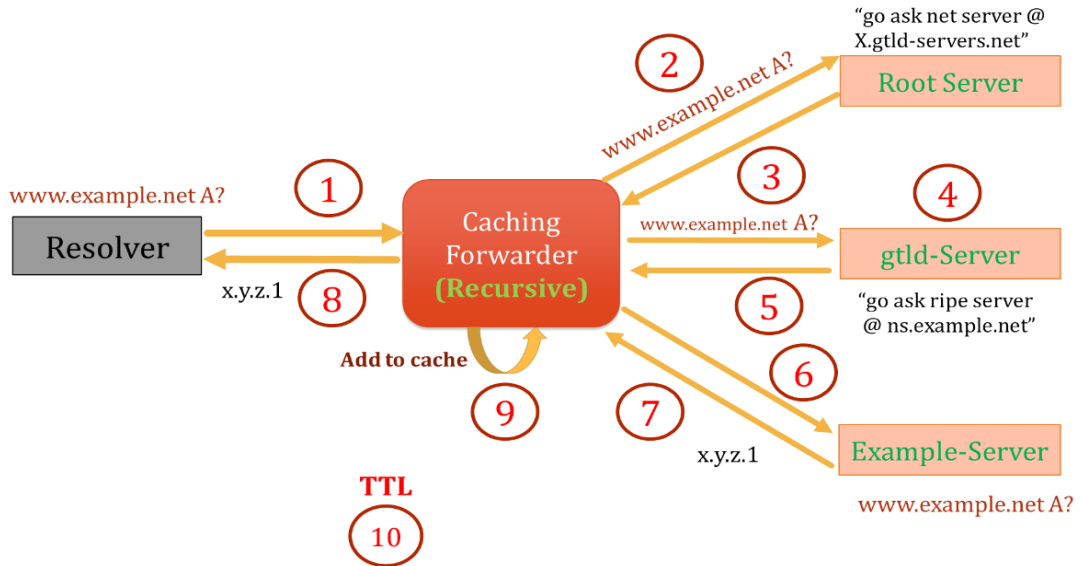 “go ask net server @
X.gtld-servers.net”
2
Root Server
www.example.net A?
3
1
4
www.example.net A?
Resolver
Caching
Forwarder
(Recursive)
www.example.net A?
gtld-Server
x.y.z.1
8
5
“go ask ripe server
@ ns.example.net”
Add to cache
6
9
7
x.y.z.1
Example-Server
www.example.net A?
TTL
10